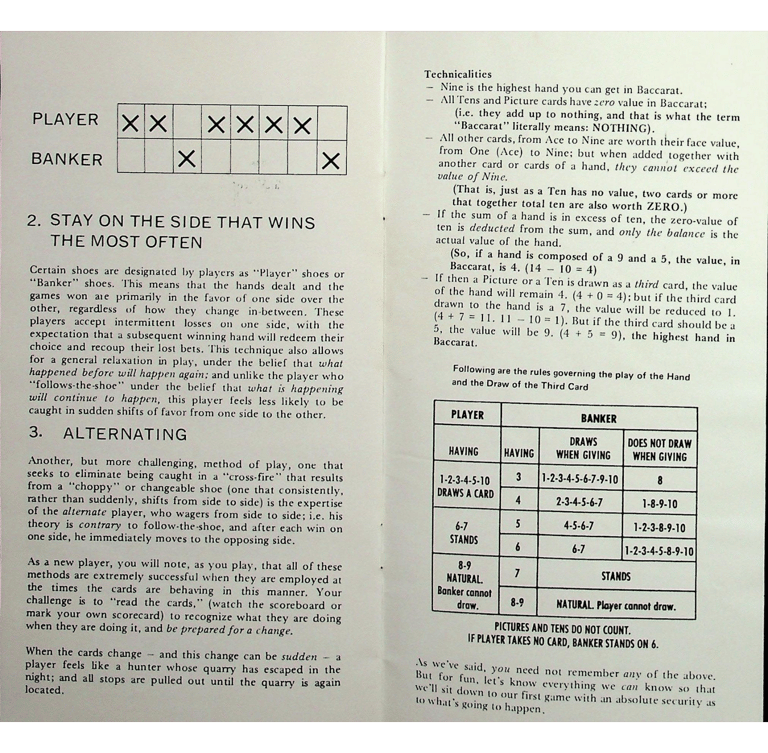 PLAYER X X X X X X
BANKER X X
2. STAY ON THE SIDE THAT WINS
THE MOST OFTEN
Certain shoes are designated by players as "Player" shoes or
"Banker" shoes. This means that the hands dealt and the
games won are primarily in the favor of one side over the
other, regardless of how they change in-between. These
players accept intermittent losses on one side, with the
expectation that a subsequent winning hand will redeem their
choice and recoup their lost bets. This technique also allows
for a general relaxation in play, under the belief that what
happened before will happen again; and unlike the player who
"follows-the-shoe" under the belief that what is happening
will continue to happen, this player feels less likely to be
caught in sudden shifts of favor from one side to the other.
3. ALTERNATING
Another, but more challenging, method of play, one that
seeks to eliminate being caught in a "cross-fire" that results
from a "choppy" or changeable shoe (one that consistently,
rather than suddenly, shifts from side to side) is the expertise
of the alternate player, who wagers from side to side; i.e. his
theory is contrary to follow-the-shoe, and after each win on
one side, he immediately moves to the opposing side.
As a new player, you will note, as you play, that all of these
methods are extremely successful when they are employed at
the times the cards are behaving in this manner. Your
challenge is to "read the cards," (watch the scoreboard or
mark your own scorecard) to recognize what they are doing
when they are doing it, and be prepared for a change.
When the cards change – and this change can be sudden – a
player feels like a hunter whose quarry has escaped in the
night; and all stops are pulled out until the quarry is again
located.
Technicalities
– Nine is the highest hand you can get in Baccarat.
– All Tens and Picture cards have zero value in Baccarat;
(i.e. they add up to nothing, and that is what the term
"Baccarat" literally means: NOTHING).
– All other cards, from Ace to Nine are worth their face value,
from One (Ace) to Nine; but when added together with
another card or cards of a hand, they cannot exceed the
value of Nine.
(That is, just as a Ten has no value, two cards or more
that together total ten are also worth ZERO.)
– If the sum of a hand is in excess of ten, the zero-value of
ten is deducted from the sum, and only the balance is the
actual value of the hand.
(So, if a hand is composed of a 9 and a 5, the value, in
Baccarat, is 4. (14 – 10 = 4)
– If then a Picture or a Ten is drawn as a third card, the value
of the hand will remain 4. (4 + 0 = 4); but if the third card
drawn to the hand is a 7, the value will be reduced to 1.
(4 + 7 = 11. 11 – 10 = 1). But if the third card should be a
5, the value will be 9. (4 + 5 = 9), the highest hand in
Baccarat.
Following are the rules governing the play of the Hand
and the Draw of the Third Card
PLAYER BANKER
HAVING HAVING DRAWS WHEN GIVING DOES NOT DRAW WHEN GIVING
1-2-3-4-5-10 DRAWS A CARD 3 1-2-3-4-5-6-7-9-10 8
4 2-3-4-5-6-7 1-8-9-10
6-7 STANDS 5 4-5-6-7 1-2-3-8-9-10
6 6-7 1-2-3-4-5-8-9-10
8-9 NATURAL. Banker cannot draw. 7 STANDS
8-9 NATURAL. Player cannot draw.
PICTURES AND TENS DO NOT COUNT.
IF PLAYER TAKES NO CARD, BANKER STANDS ON 6.
As we've said, you need not remember any of the above.
But for fun, let's know everything we can know so that
we'll sit down to our first game with an absolute security as
to what's going to happen.